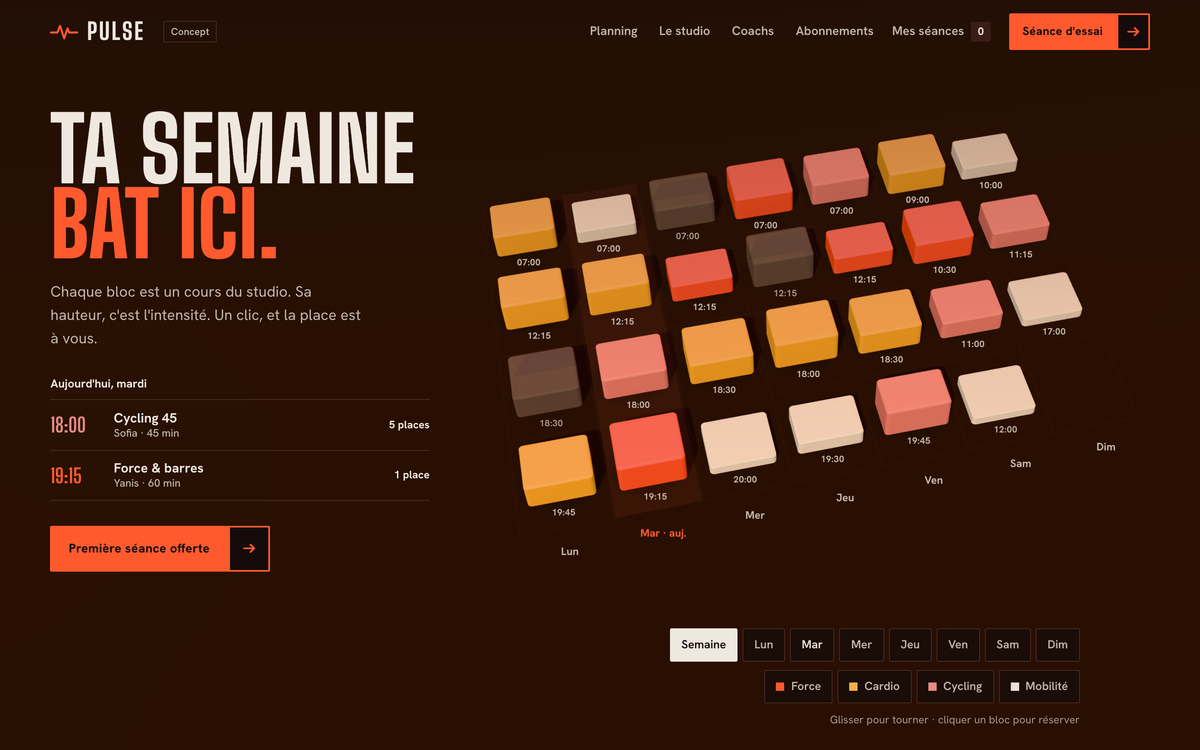 PULSE
Concept
Planning
Le studio
Coachs
Abonnements
Mes séances 0
Séance d'essai
TA SEMAINE
BAT ICI.
Chaque bloc est un cours du studio. Sa
hauteur, c'est l'intensité. Un clic, et la place est
à vous.
Aujourd'hui, mardi
18:00
Cycling 45
Sofia · 45 min
5 places
19:15
Force & barres
Yanis · 60 min
1 place
Première séance offerte
07:00
07:00
07:00
07:00
07:00
09:00
10:00
12:15
12:15
12:15
12:15
12:15
10:30
11:15
18:30
18:00
18:30
18:00
18:30
11:00
17:00
19:45
19:15
20:00
19:30
19:45
12:00
Lun
Mar · auj.
Mer
Jeu
Ven
Sam
Dim
Semaine
Lun
Mar
Mer
Jeu
Ven
Sam
Dim
Force
Cardio
Cycling
Mobilité
Glisser pour tourner · cliquer un bloc pour réserver